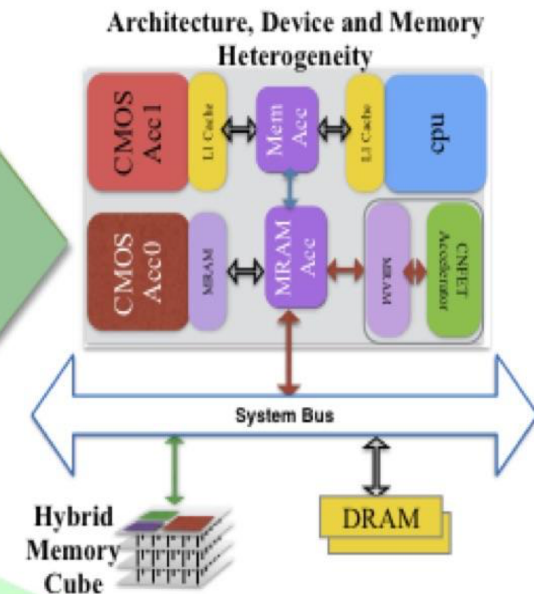 Architecture, Device and Memory
Heterogeneity
CMOS
Acc1
L1 Cache
Mem
Acc
L1 Cache
cpu
CMOS
Acc0
MRAM
MRAM
Acc
MRAM
CNFET
Accelerator
System Bus
Hybrid
Memory
Cube
DRAM